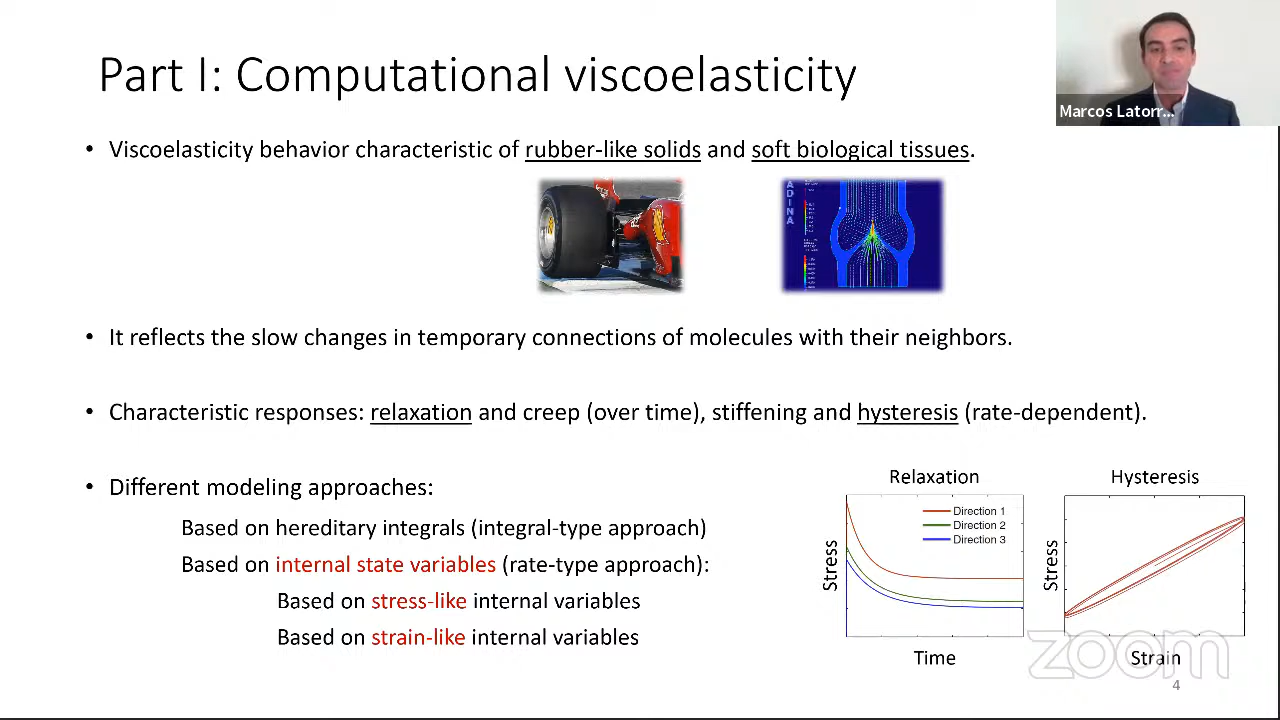 Part I: Computational viscoelasticity
Marcos Latorr...
• Viscoelasticity behavior characteristic of rubber-like solids and soft biological tissues.
ADINA
• It reflects the slow changes in temporary connections of molecules with their neighbors.
• Characteristic responses: relaxation and creep (over time), stiffening and hysteresis (rate-dependent).
• Different modeling approaches:
Based on hereditary integrals (integral-type approach)
Based on internal state variables (rate-type approach):
Based on stress-like internal variables
Based on strain-like internal variables
Relaxation
Direction 1
Direction 2
Direction 3
Stress
Time
Hysteresis
Stress
Strain
zoom
4